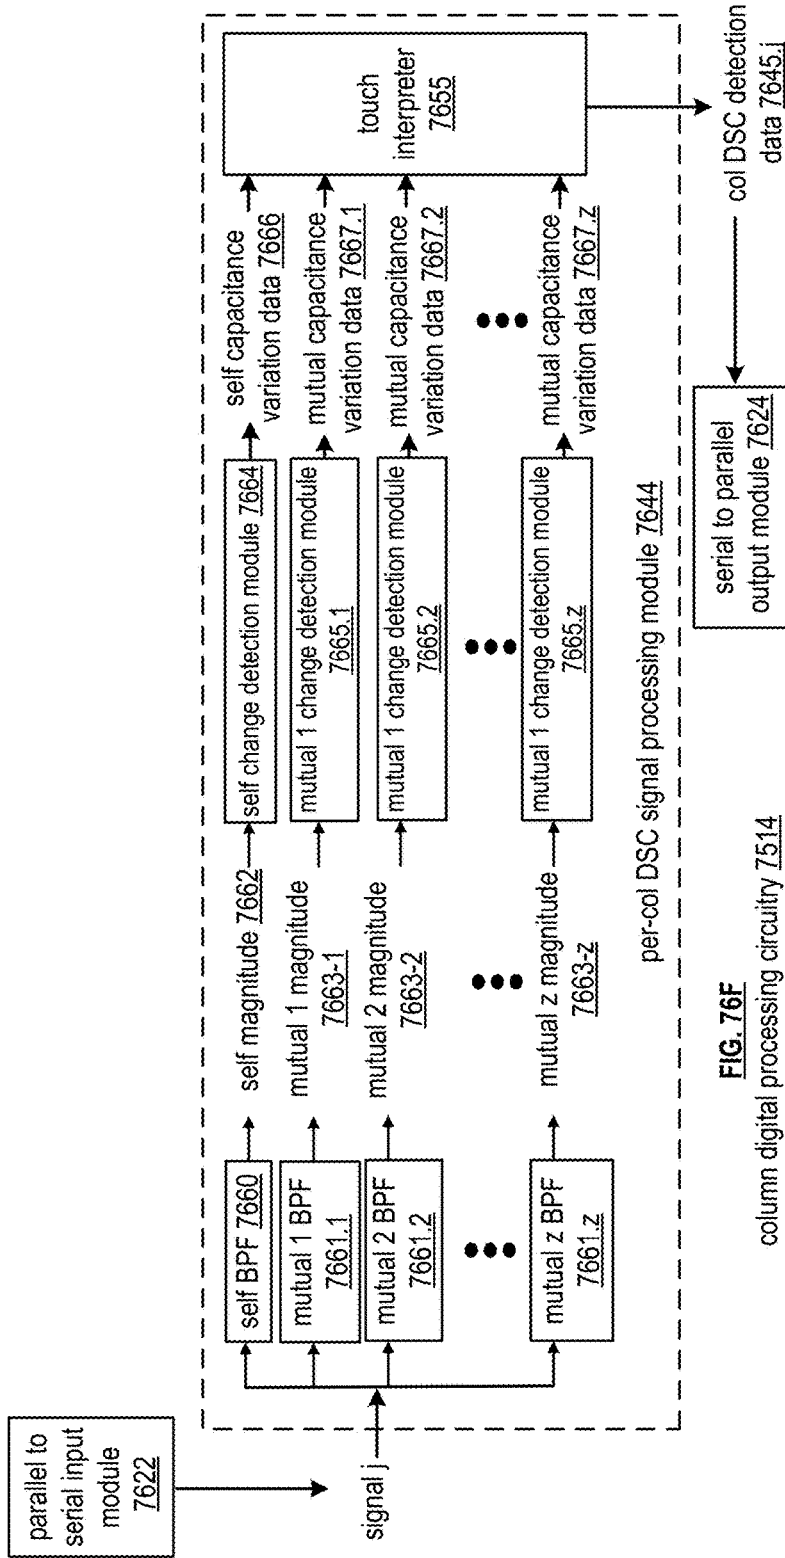 parallel to
serial input
module
7622
signal j
self BPF 7660
mutual 1 BPF
7661.1
mutual 2 BPF
7661.2
mutual z BPF
7661.z
self magnitude 7662
mutual 1 magnitude
7663-1
mutual 2 magnitude
7663-2
mutual z magnitude
7663-z
self change detection module 7664
mutual 1 change detection module
7665.1
mutual 1 change detection module
7665.2
mutual 1 change detection module
7665.z
self capacitance
variation data 7666
mutual capacitance
variation data 7667.1
mutual capacitance
variation data 7667.2
mutual capacitance
variation data 7667.z
touch
interpreter
7655
per-col DSC signal processing module 7644
col DSC detection
data 7645.j
serial to parallel
output module 7624
FIG. 76F
column digital processing circuitry 7514